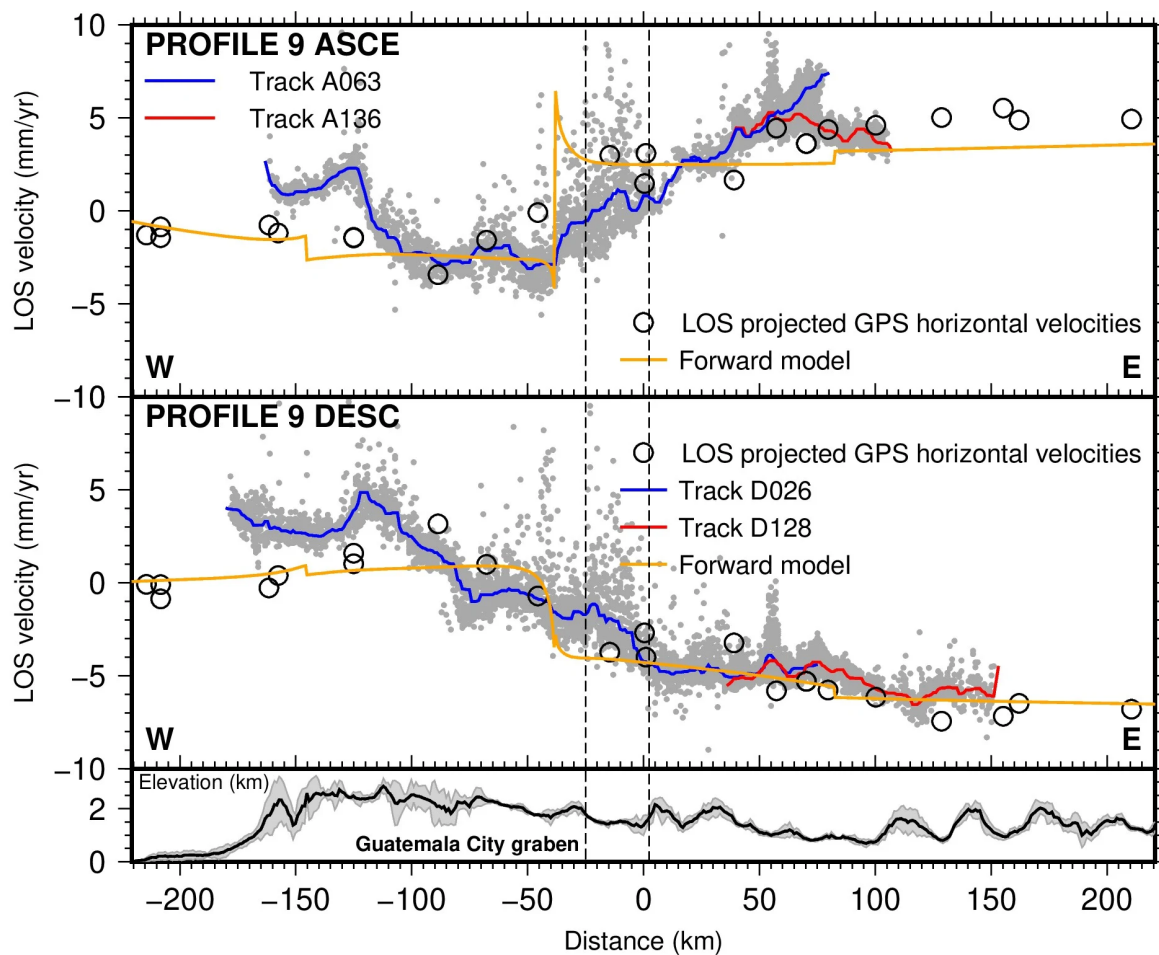 PROFILE 9 ASCE
Track A063
Track A136
LOS projected GPS horizontal velocities
Forward model
W
E
LOS velocity (mm/yr)
10
5
0
−5
−10
PROFILE 9 DESC
LOS projected GPS horizontal velocities
Track D026
Track D128
Forward model
W
E
LOS velocity (mm/yr)
5
0
−5
−10
Elevation (km)
Guatemala City graben
2
0
−200 −150 −100 −50 0 50 100 150 200
Distance (km)